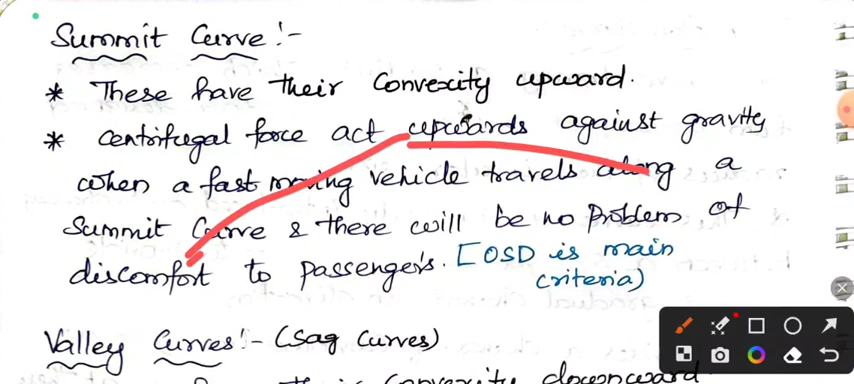 Summit Curve :-
* These have their Convexity upward.
* Centrifugal force act upwards against gravity
when a fast moving vehicle travels along a
Summit Curve & there will be no problem of
discomfort to passengers. [OSD is main
criteria)
Valley Curves :- (Sag Curves)
Convexity downward